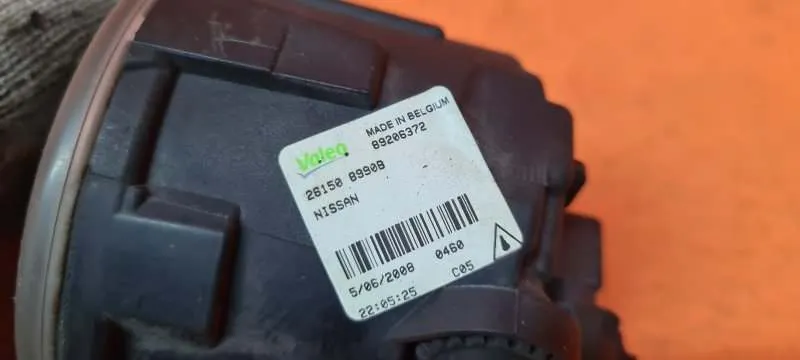 Valeo
MADE IN BELGIUM
89206372
26150 8990B
NISSAN
5/06/2008 0460
22:05:25 C05